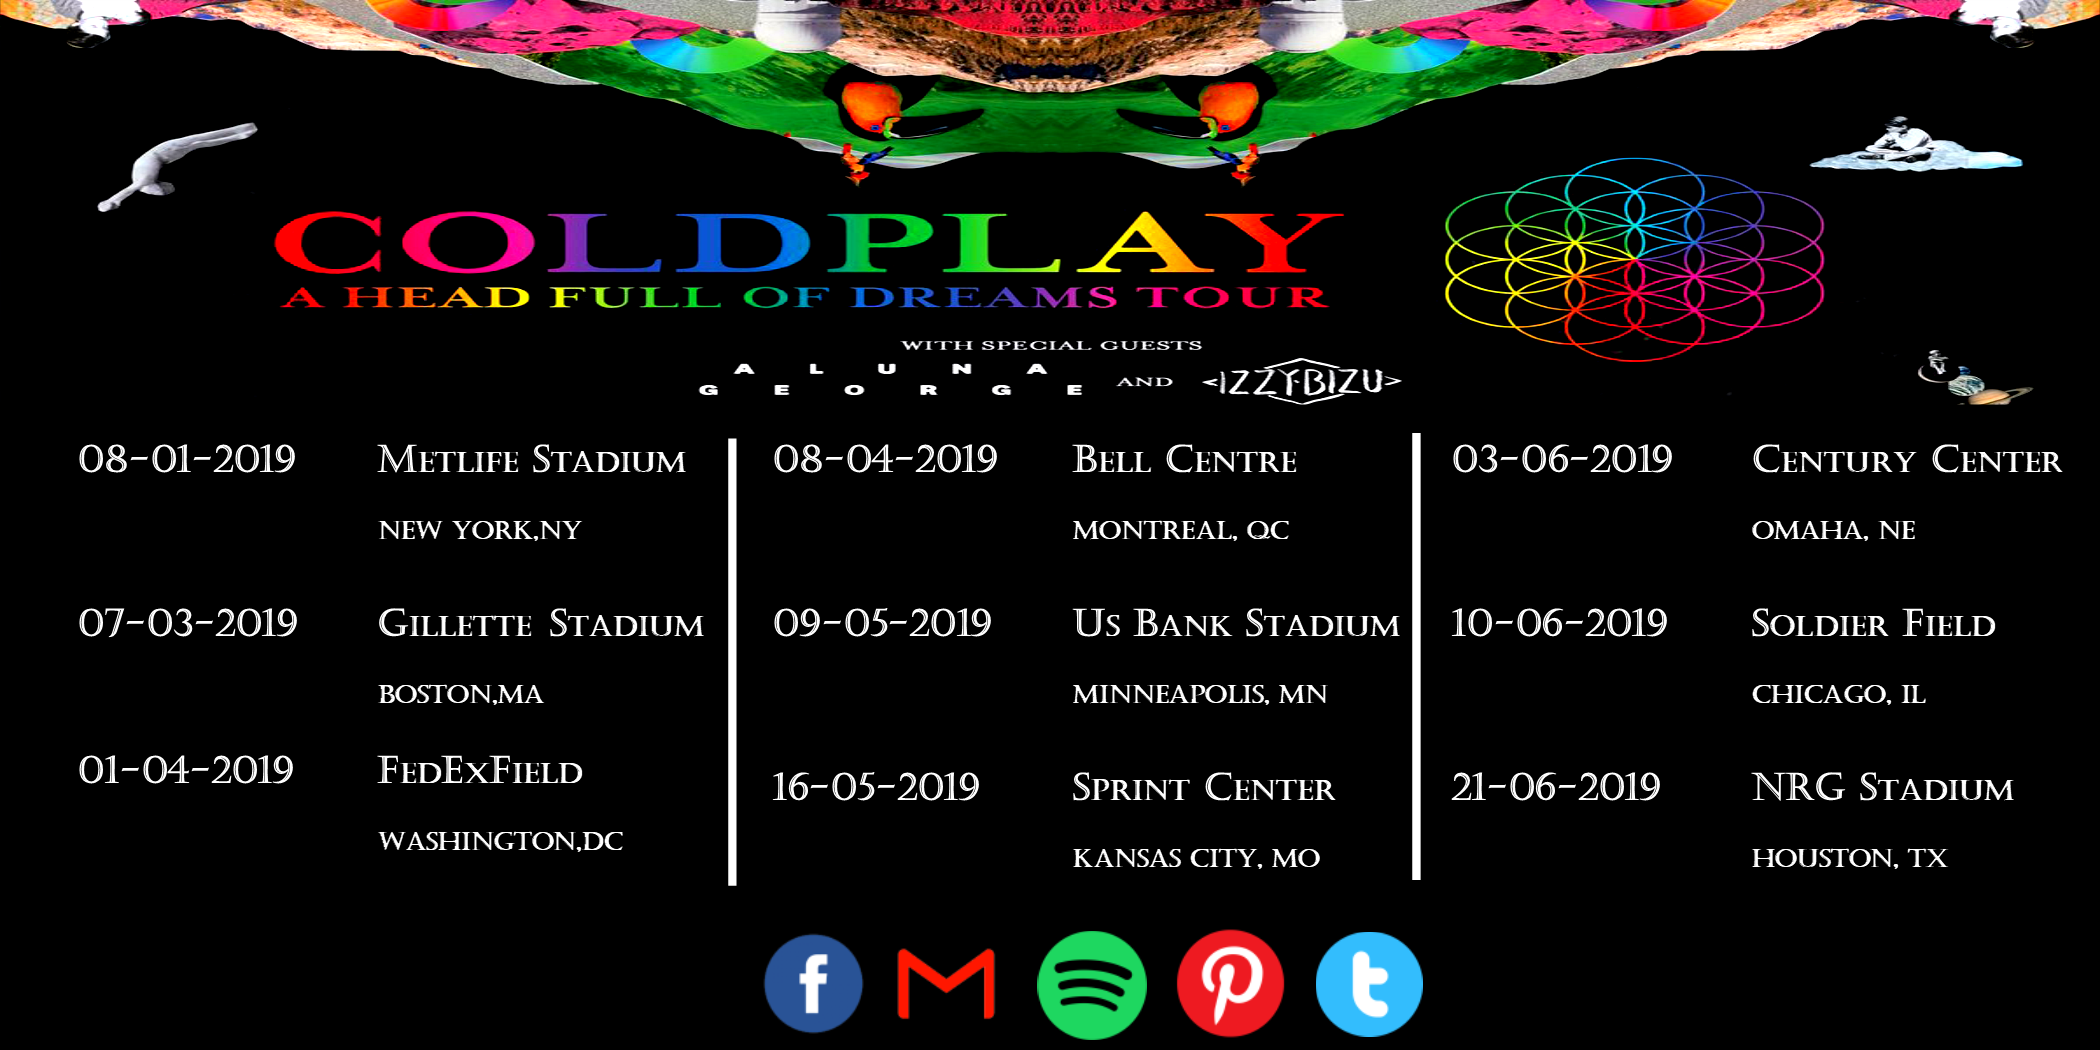 COLDPLAY
A HEAD FULL OF DREAMS TOUR
WITH SPECIAL GUESTS
ALUNAGEORGE AND <IZZY·BIZU>
08-01-2019 Metlife Stadium
NEW YORK,NY
07-03-2019 Gillette Stadium
BOSTON,MA
01-04-2019 FedExField
WASHINGTON,DC
08-04-2019 Bell Centre
MONTREAL, QC
09-05-2019 Us Bank Stadium
MINNEAPOLIS, MN
16-05-2019 Sprint Center
KANSAS CITY, MO
03-06-2019 Century Center
OMAHA, NE
10-06-2019 Soldier Field
CHICAGO, IL
21-06-2019 NRG Stadium
HOUSTON, TX